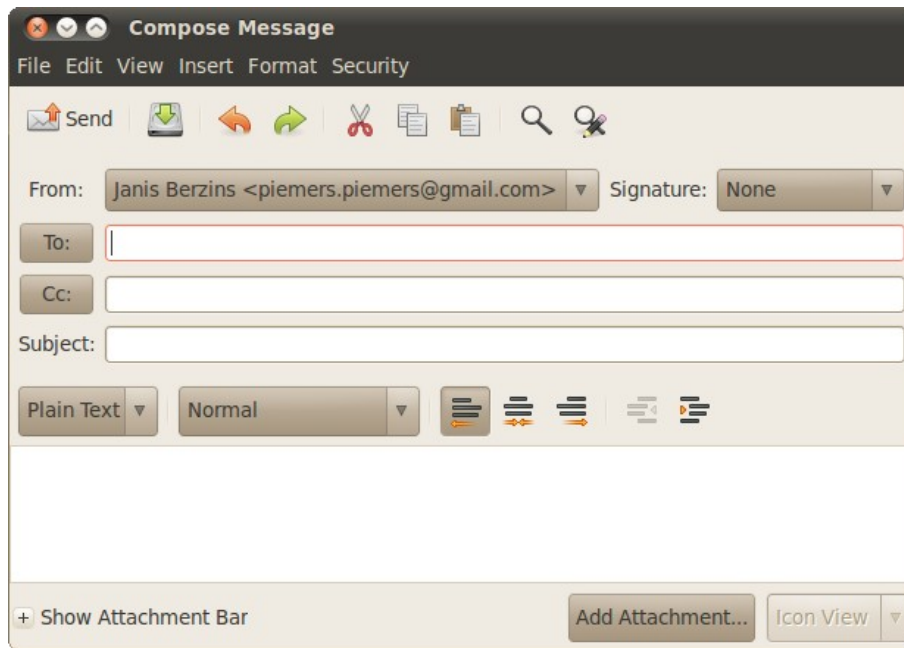 Compose Message
File Edit View Insert Format Security
Send
From: Janis Berzins <piemers.piemers@gmail.com> Signature: None
To:
Cc:
Subject:
Plain Text Normal
Show Attachment Bar Add Attachment... Icon View